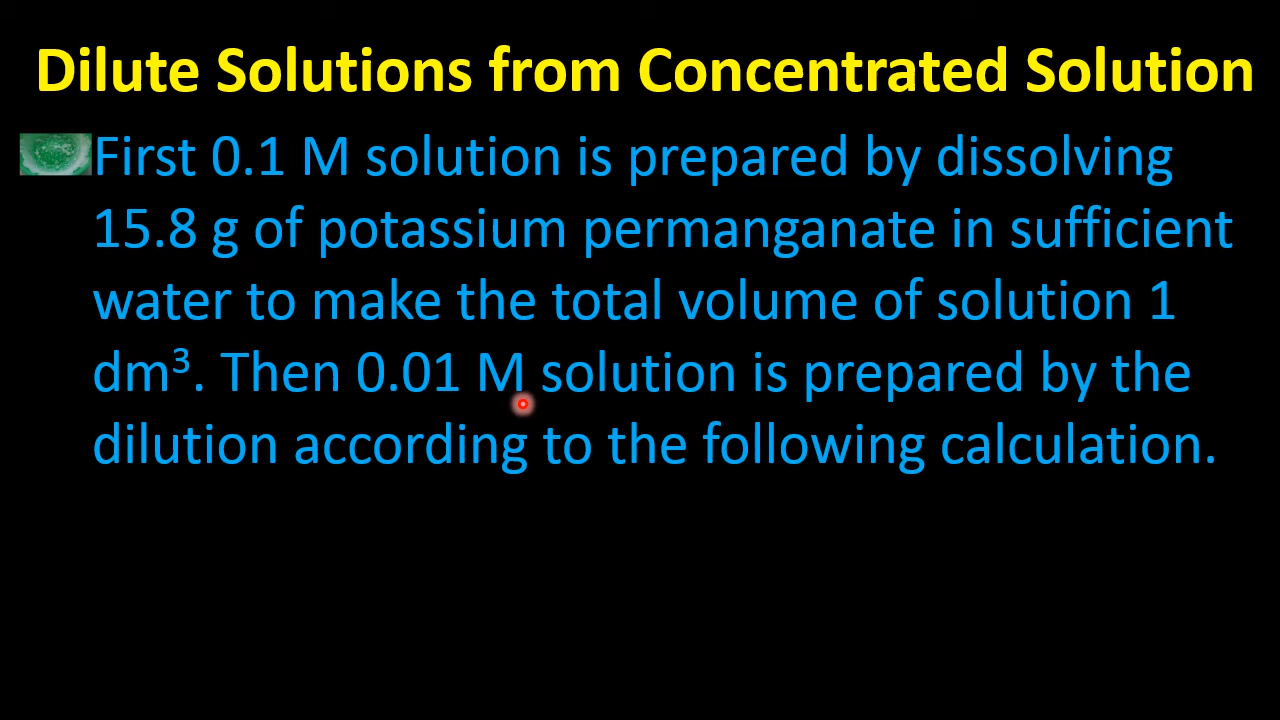 Dilute Solutions from Concentrated Solution
First 0.1 M solution is prepared by dissolving
15.8 g of potassium permanganate in sufficient
water to make the total volume of solution 1
dm³. Then 0.01 M solution is prepared by the
dilution according to the following calculation.